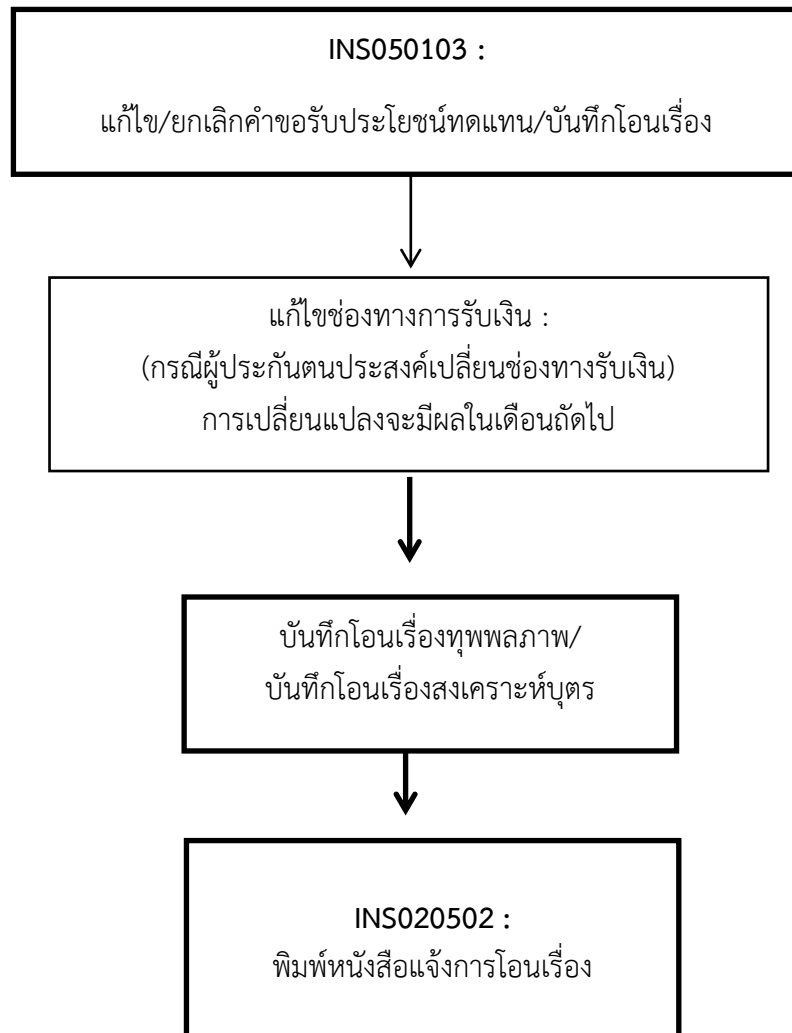 INS050103 :
แก้ไข/ยกเลิกคำขอรับประโยชน์ทดแทน/บันทึกโอนเรื่อง
แก้ไขช่องทางการรับเงิน :
(กรณีผู้ประกันตนประสงค์เปลี่ยนช่องทางรับเงิน)
การเปลี่ยนแปลงจะมีผลในเดือนถัดไป
บันทึกโอนเรื่องทุพพลภาพ/
บันทึกโอนเรื่องสงเคราะห์บุตร
INS020502 :
พิมพ์หนังสือแจ้งการโอนเรื่อง